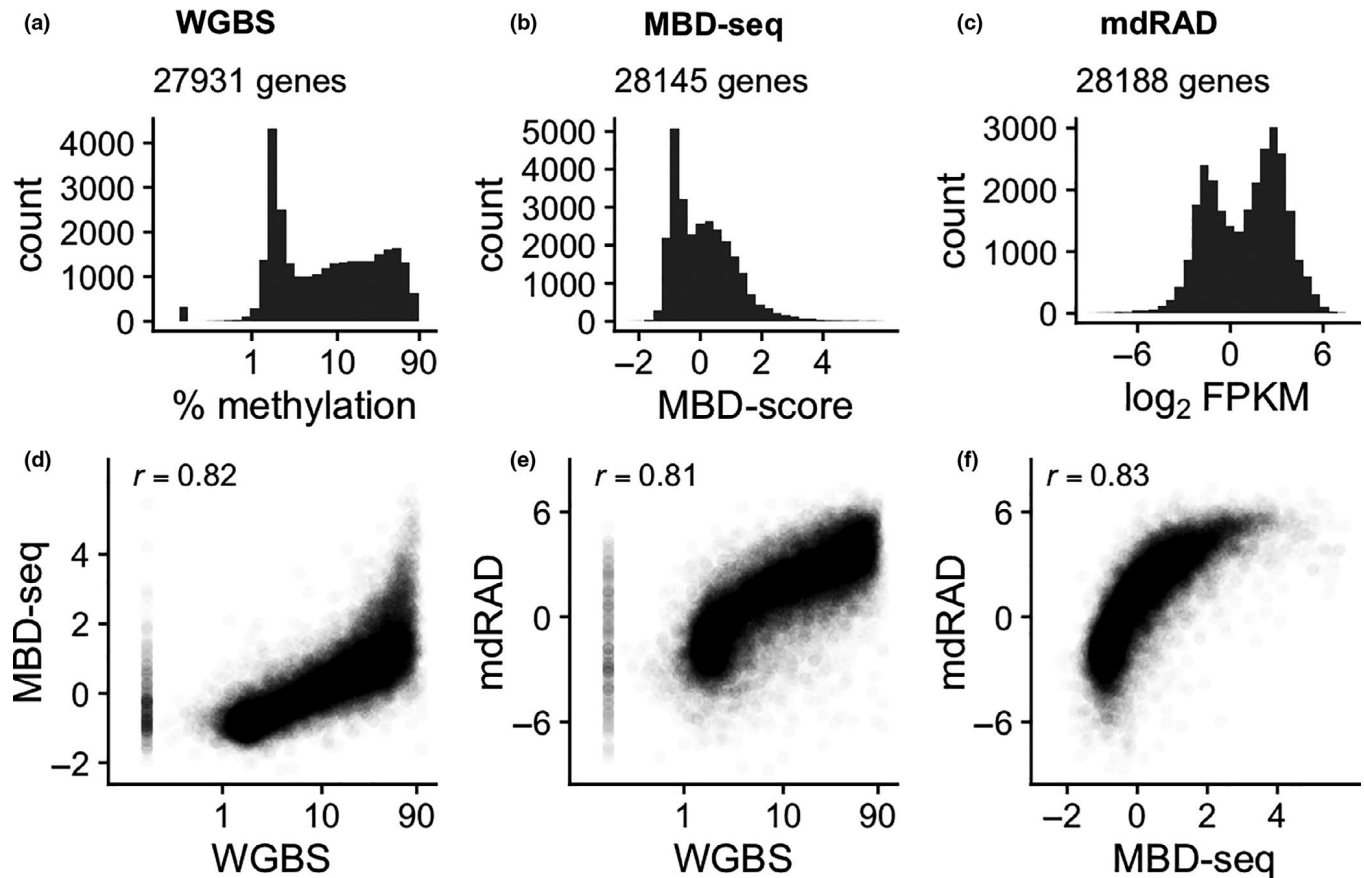 (a) WGBS
27931 genes
4000
3000
2000
1000
0
count
1 10 90
% methylation
(b) MBD-seq
28145 genes
5000
4000
3000
2000
1000
0
count
−2 0 2 4
MBD-score
(c) mdRAD
28188 genes
3000
2000
1000
0
count
−6 0 6
log₂ FPKM
(d) r = 0.82
4
2
0
−2
MBD-seq
1 10 90
WGBS
(e) r = 0.81
6
0
−6
mdRAD
1 10 90
WGBS
(f) r = 0.83
6
0
−6
mdRAD
−2 0 2 4
MBD-seq